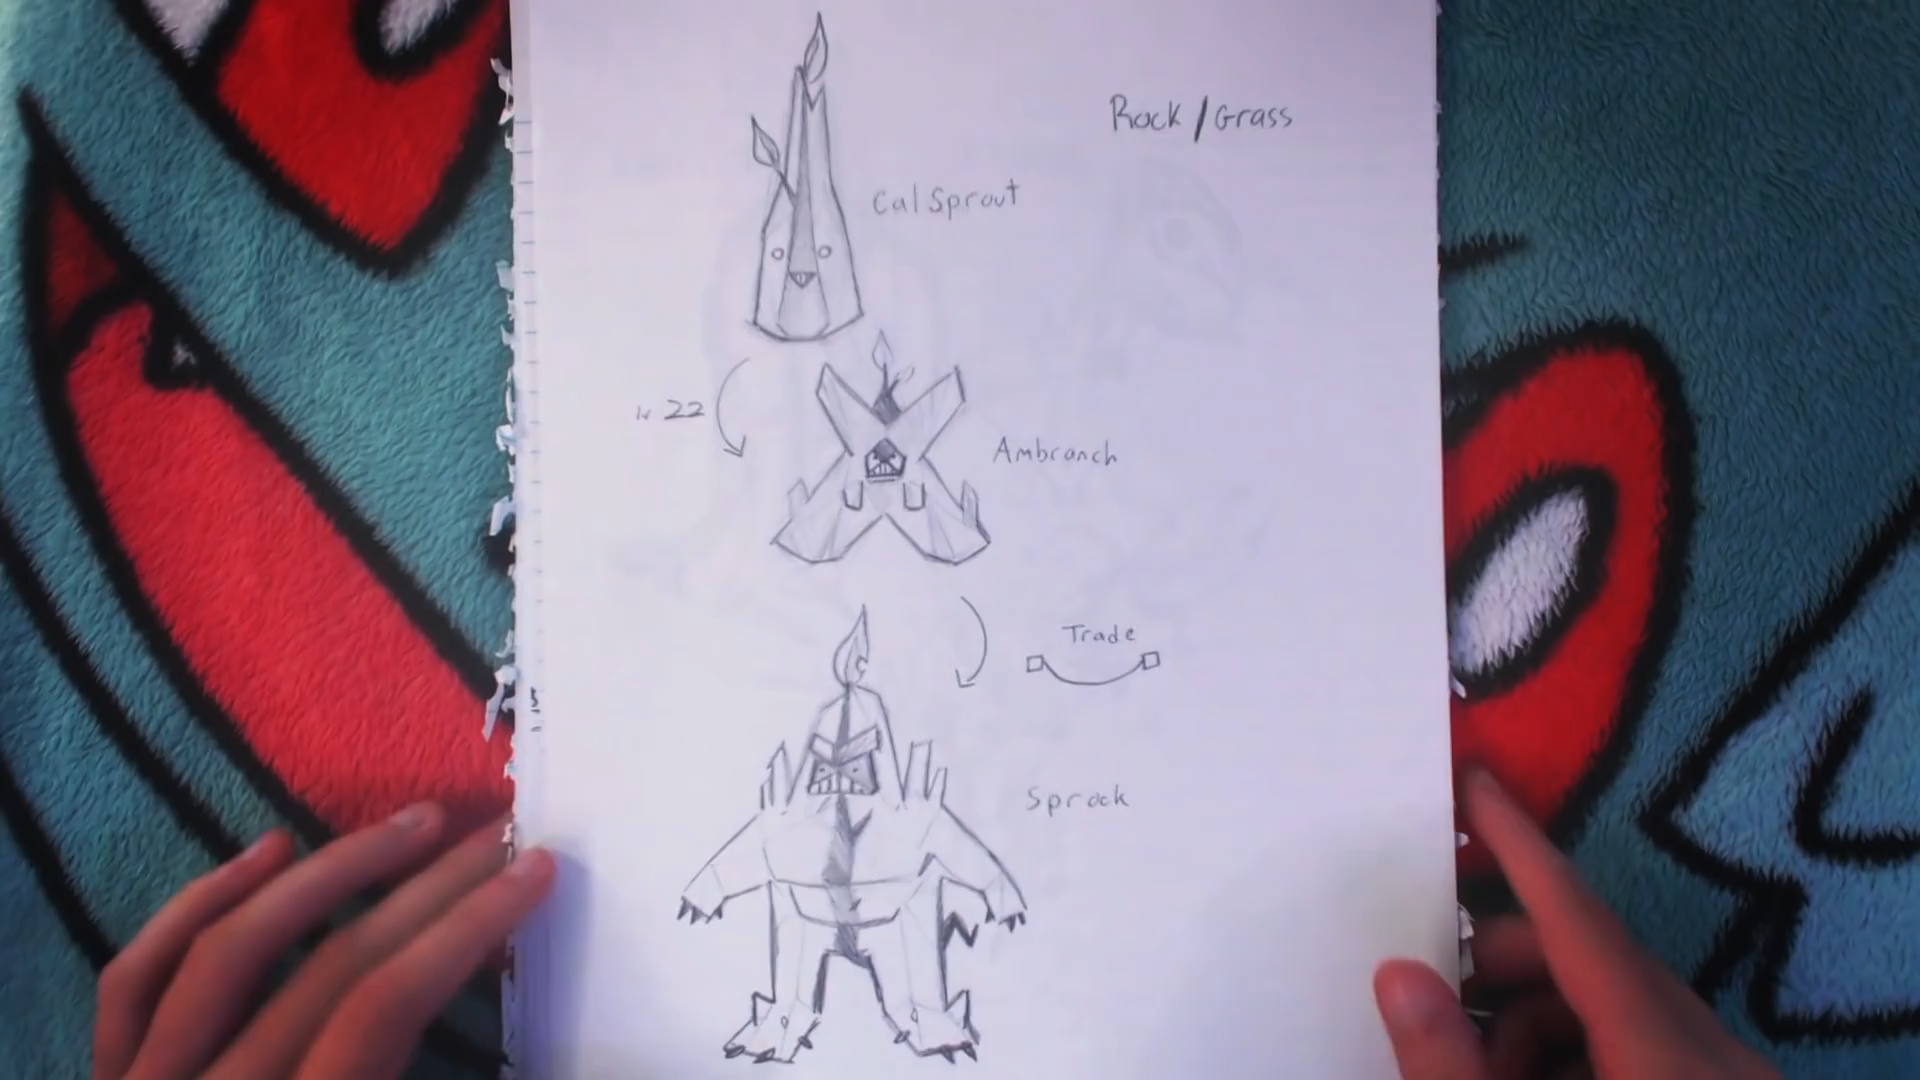 Rock / Grass
Cal Sprout
lv 22
Ambranch
Trade
Sprock